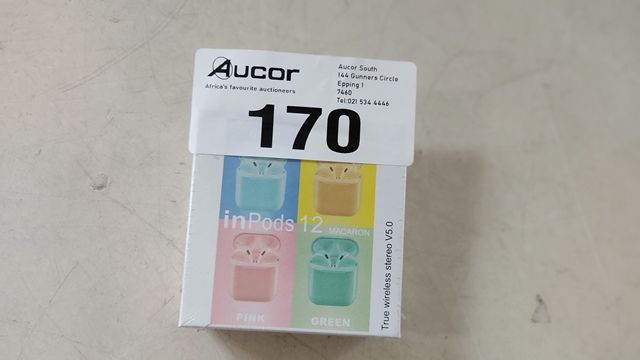 Aucor
Africa's favourite auctioneers
Aucor South
144 Gunners Circle
Epping 1
7460
Tel:021 534 4446
170
inPods 12
MACARON
PINK
GREEN
True wireless stereo V5.0